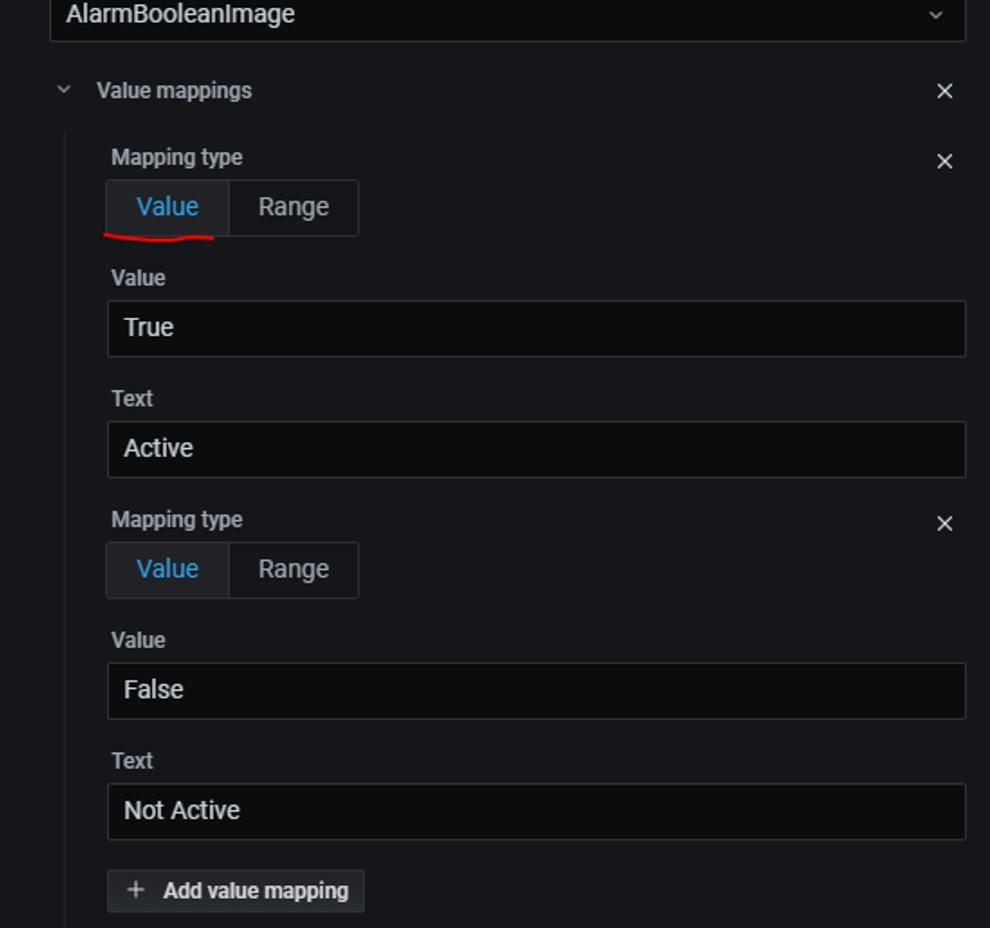 AlarmBooleanImage
Value mappings
Mapping type
Value Range
Value
True
Text
Active
Mapping type
Value Range
Value
False
Text
Not Active
+ Add value mapping